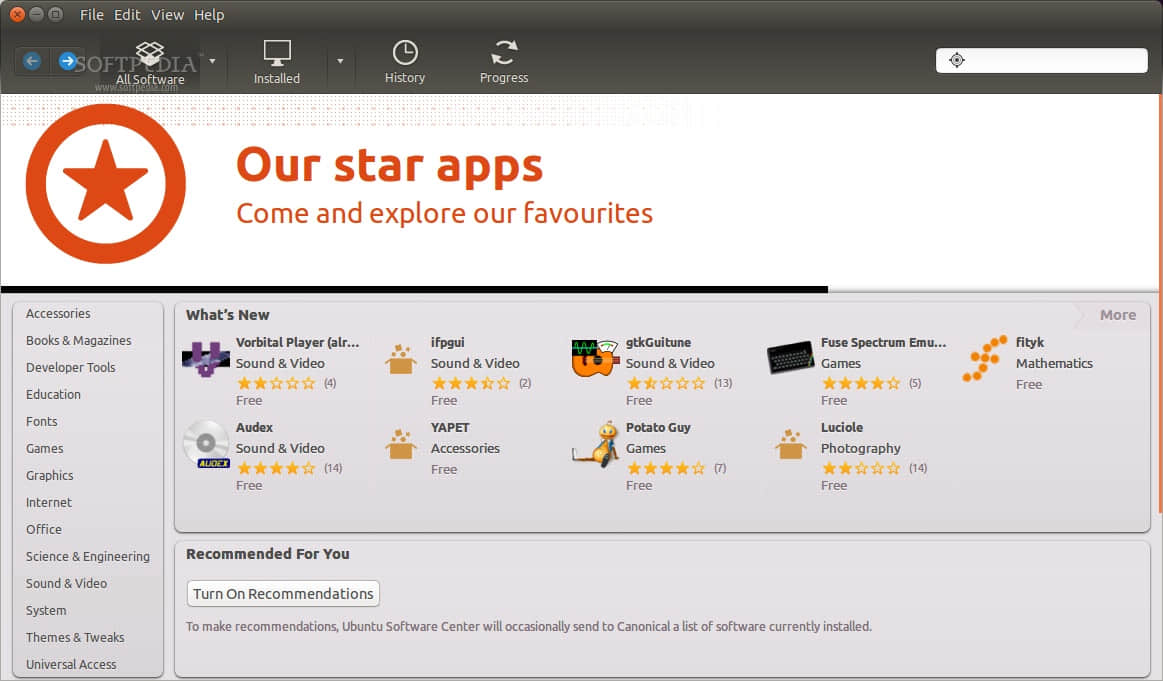 File Edit View Help
SOFTPEDIA™
www.softpedia.com
All Software Installed History Progress
Our star apps
Come and explore our favourites
Accessories
Books & Magazines
Developer Tools
Education
Fonts
Games
Graphics
Internet
Office
Science & Engineering
Sound & Video
System
Themes & Tweaks
Universal Access
What's New More
Vorbital Player (alr...
Sound & Video
(4)
Free
ifpgui
Sound & Video
(2)
Free
gtkGuitune
Sound & Video
(13)
Free
Fuse Spectrum Emu...
Games
(5)
Free
fityk
Mathematics
Free
Audex
Sound & Video
(14)
Free
AUDEX
YAPET
Accessories
Free
Potato Guy
Games
(7)
Free
Luciole
Photography
(14)
Free
Recommended For You
Turn On Recommendations
To make recommendations, Ubuntu Software Center will occasionally send to Canonical a list of software currently installed.